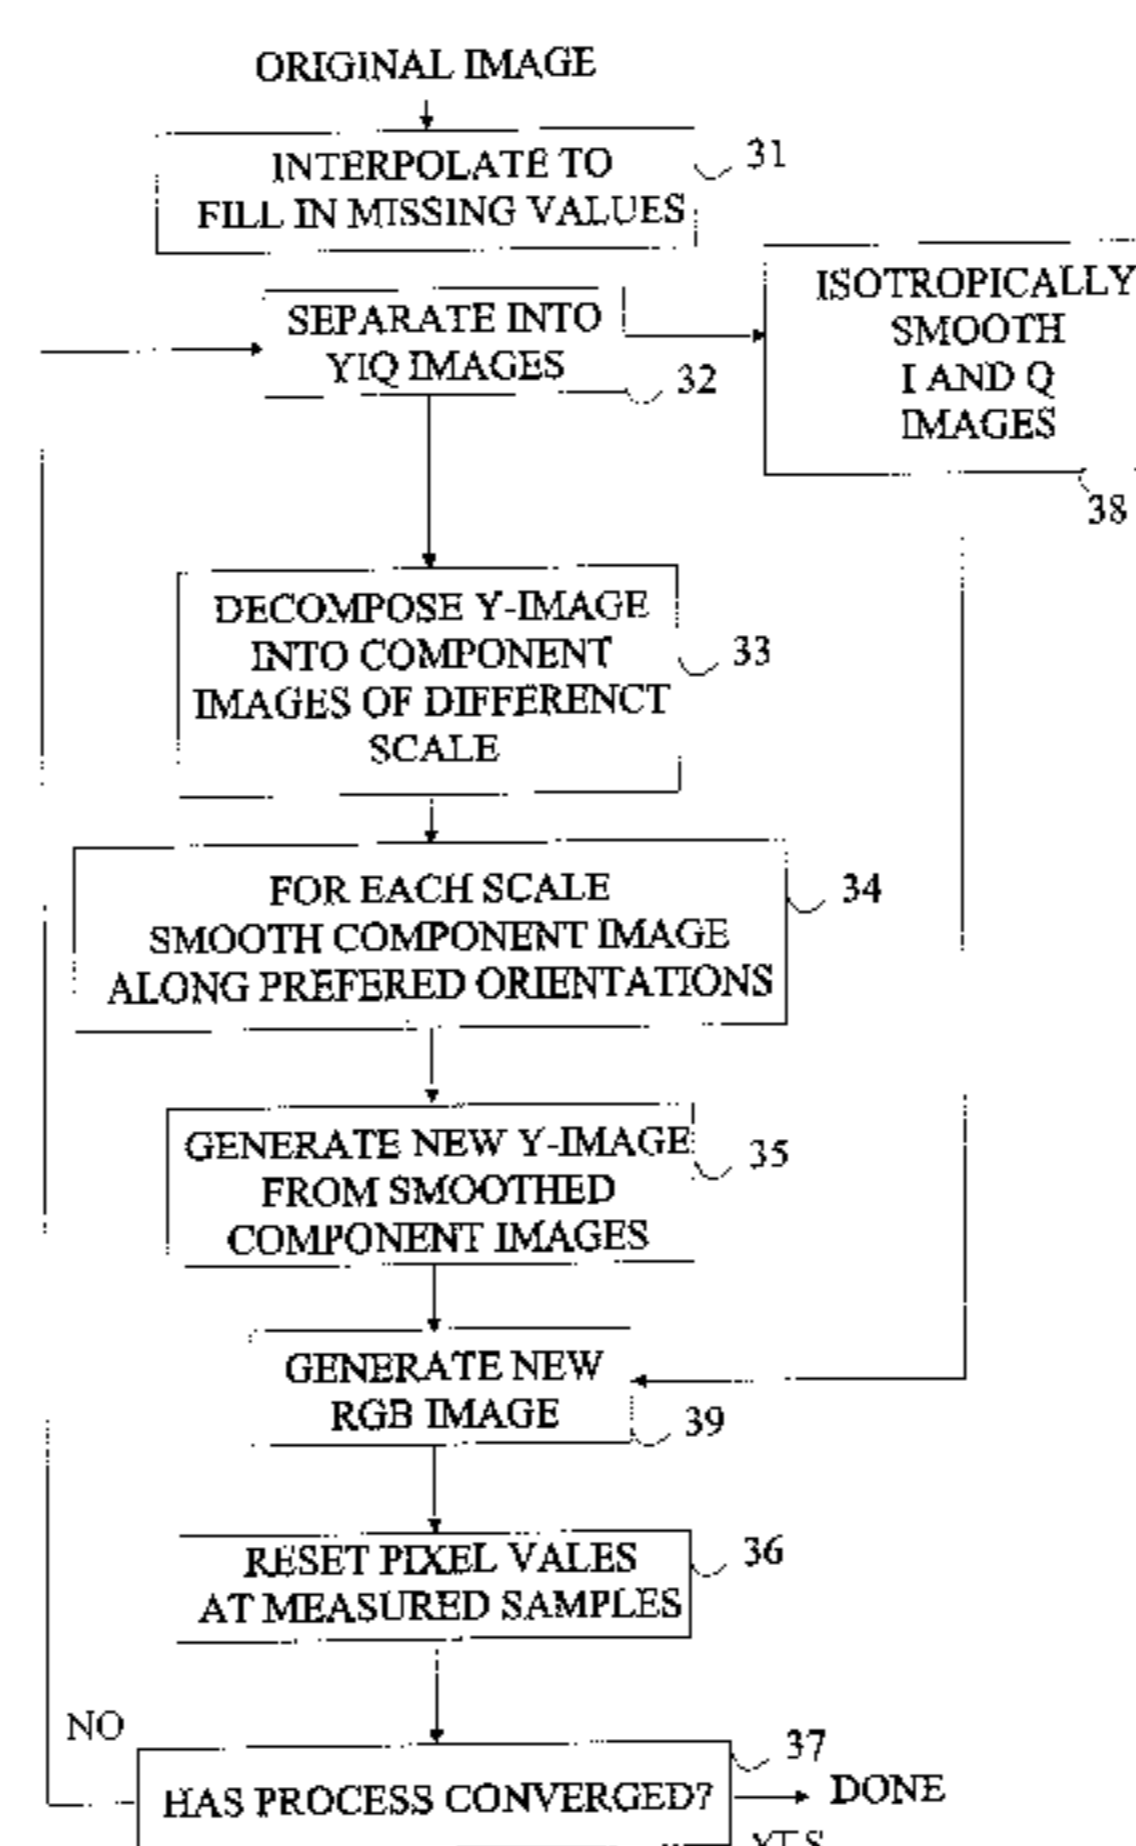 ORIGINAL IMAGE
INTERPOLATE TO
FILL IN MISSING VALUES
31
SEPARATE INTO
YIQ IMAGES
32
ISOTROPICALLY
SMOOTH
I AND Q
IMAGES
38
DECOMPOSE Y-IMAGE
INTO COMPONENT
IMAGES OF DIFFERENCT
SCALE
33
FOR EACH SCALE
SMOOTH COMPONENT IMAGE
ALONG PREFERED ORIENTATIONS
34
GENERATE NEW Y-IMAGE
FROM SMOOTHED
COMPONENT IMAGES
35
GENERATE NEW
RGB IMAGE
39
RESET PIXEL VALES
AT MEASURED SAMPLES
36
NO
HAS PROCESS CONVERGED?
37
DONE
YES